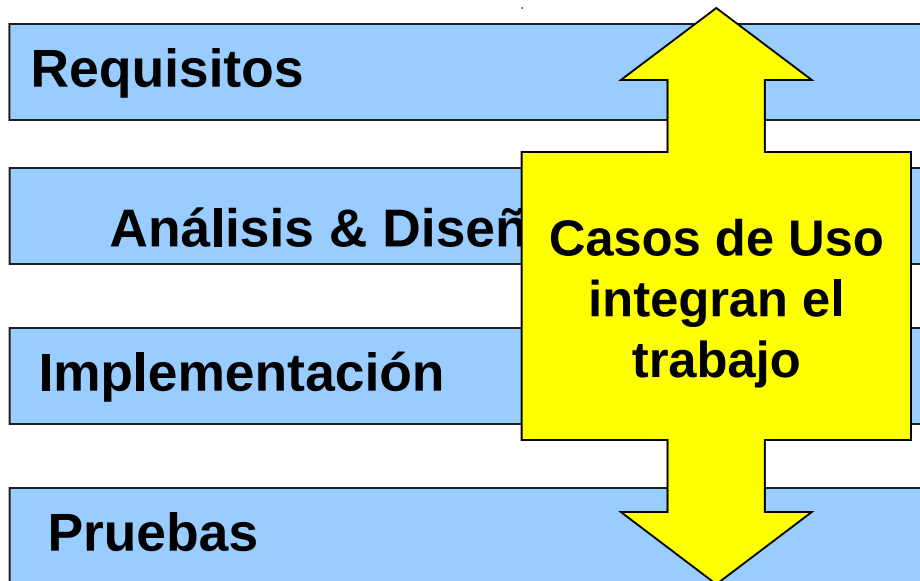 Requisitos
Análisis & Diseñ
Casos de Uso
integran el
trabajo
Implementación
Pruebas